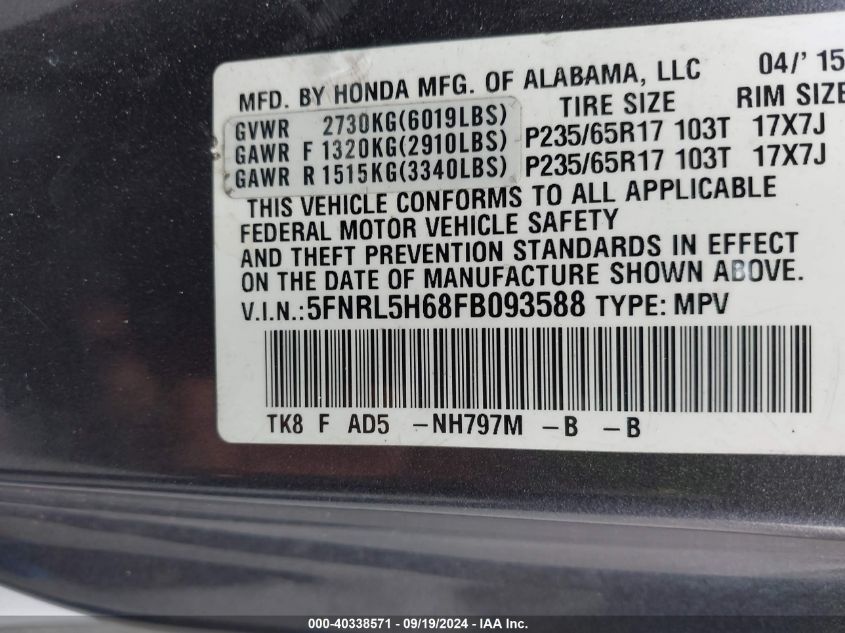 MFD. BY HONDA MFG. OF ALABAMA, LLC 04/' 15
GVWR 2730KG(6019LBS) TIRE SIZE RIM SIZE
GAWR F 1320KG(2910LBS) P235/65R17 103T 17X7J
GAWR R 1515KG(3340LBS) P235/65R17 103T 17X7J
THIS VEHICLE CONFORMS TO ALL APPLICABLE
FEDERAL MOTOR VEHICLE SAFETY
AND THEFT PREVENTION STANDARDS IN EFFECT
ON THE DATE OF MANUFACTURE SHOWN ABOVE.
V.I.N.: 5FNRL5H68FB093588 TYPE: MPV
TK8 F AD5 -NH797M -B -B
000-40338571 - 09/19/2024 - IAA Inc.